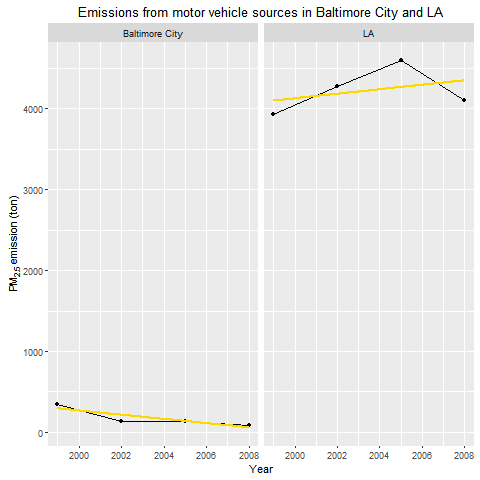 Emissions from motor vehicle sources in Baltimore City and LA
Baltimore City
LA
PM2.5 emission (ton)
4000
3000
2000
1000
0
2000 2002 2004 2006 2008
2000 2002 2004 2006 2008
Year